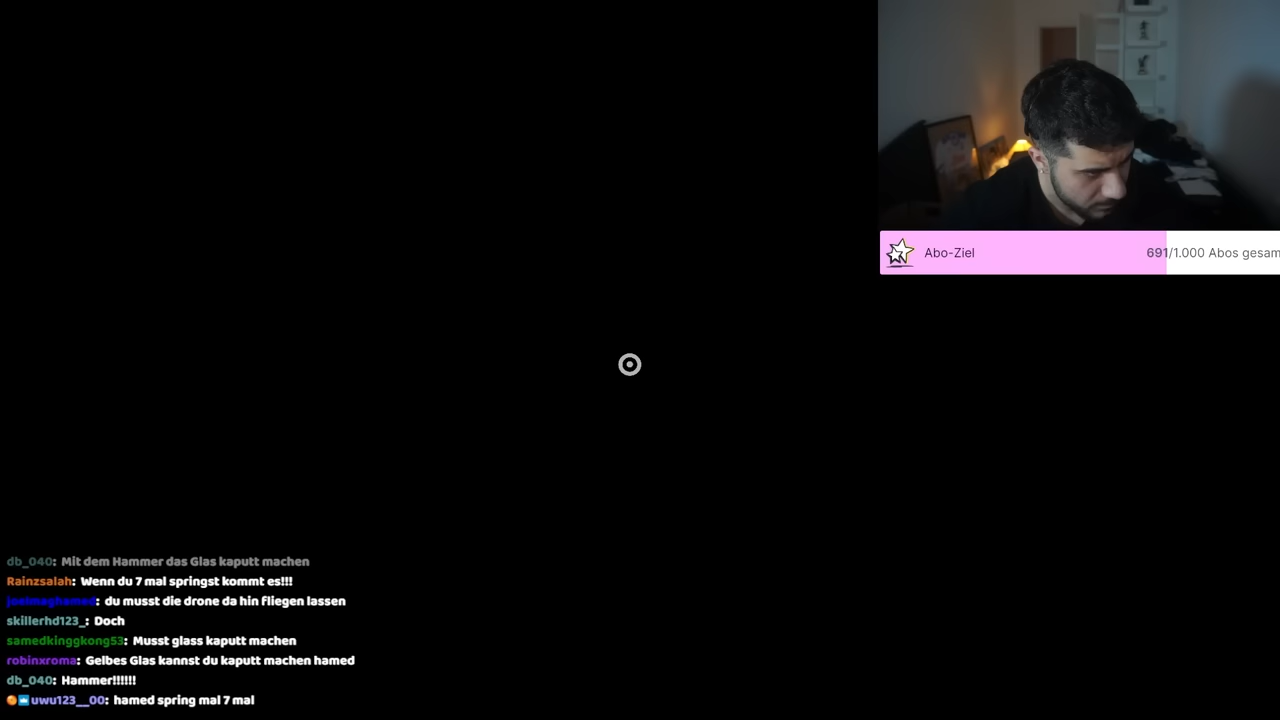 Abo-Ziel
691/1.000 Abos gesam
db_040: Mit dem Hammer das Glas kaputt machen
Rainzsalah: Wenn du 7 mal springst kommt es!!!
joelmaghamed: du musst die drone da hin fliegen lassen
skillerhd123_: Doch
samedkinggkong53: Musst glass kaputt machen
robinxroma: Gelbes Glas kannst du kaputt machen hamed
db_040: Hammer!!!!!!
uwu123__00: hamed spring mal 7 mal